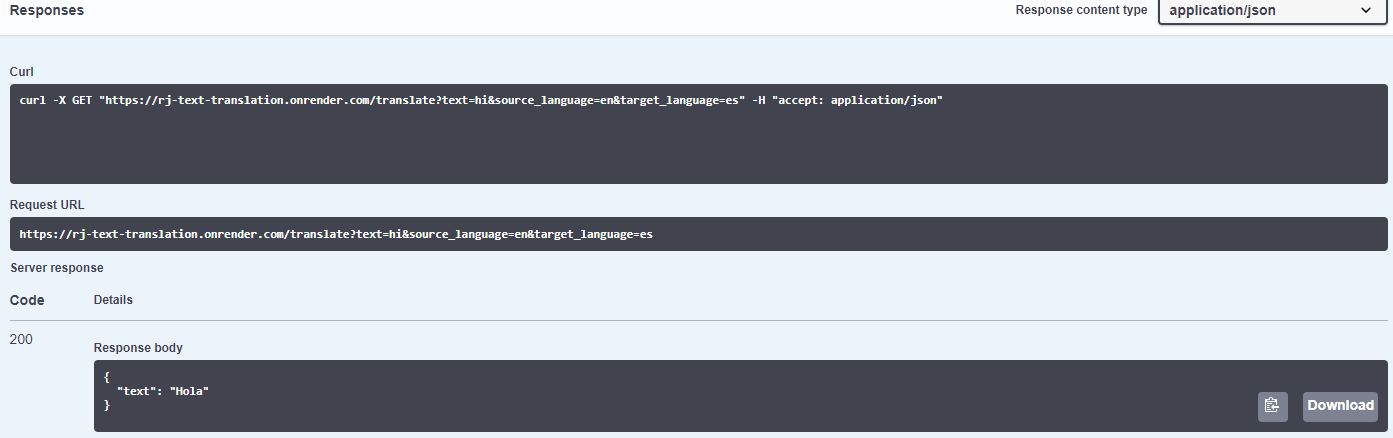 Responses
Response content type
application/json
Curl
curl -X GET "https://rj-text-translation.onrender.com/translate?text=hi&source_language=en&target_language=es" -H "accept: application/json"
Request URL
https://rj-text-translation.onrender.com/translate?text=hi&source_language=en&target_language=es
Server response
Code Details
200
Response body
{
"text": "Hola"
}
Download